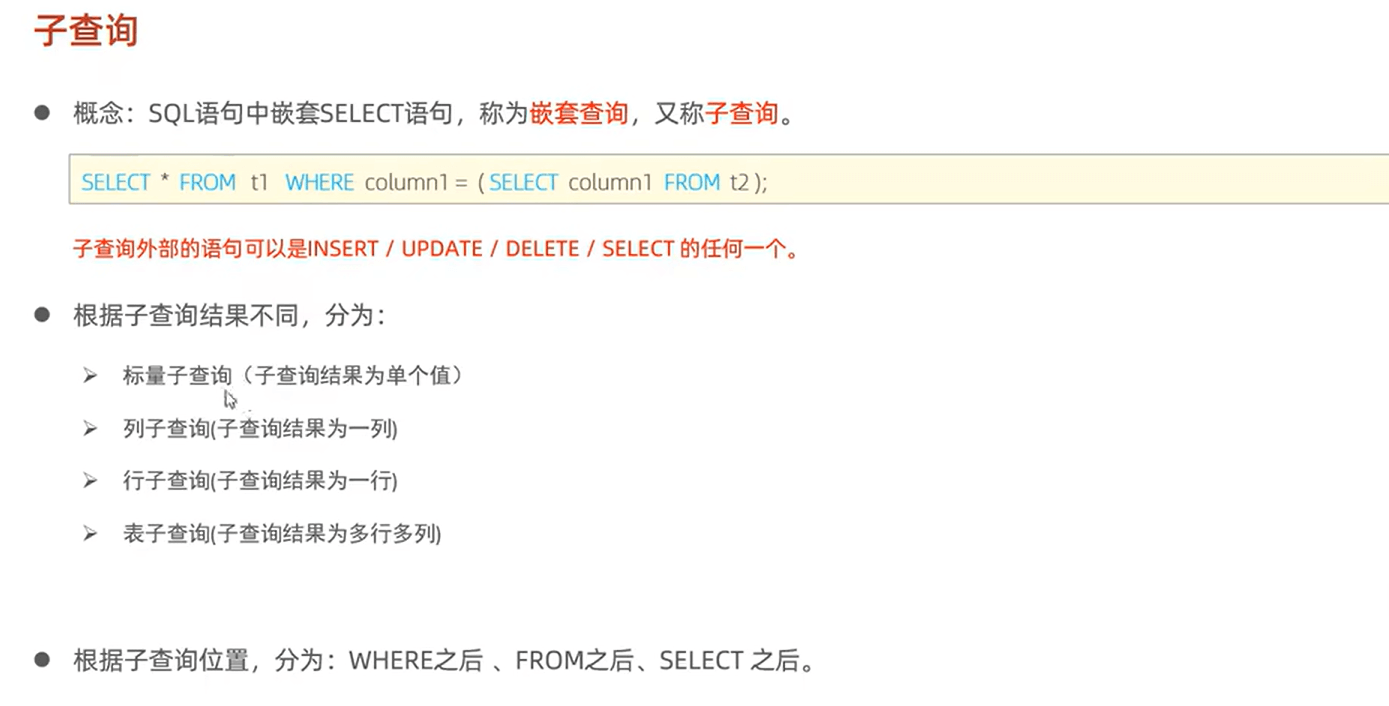 子查询
概念：SQL语句中嵌套SELECT语句，称为嵌套查询，又称子查询。
SELECT * FROM t1 WHERE column1 = ( SELECT column1 FROM t2 );
子查询外部的语句可以是INSERT / UPDATE / DELETE / SELECT 的任何一个。
根据子查询结果不同，分为：
标量子查询（子查询结果为单个值）
列子查询(子查询结果为一列)
行子查询(子查询结果为一行)
表子查询(子查询结果为多行多列)
根据子查询位置，分为：WHERE之后 、FROM之后、SELECT 之后。